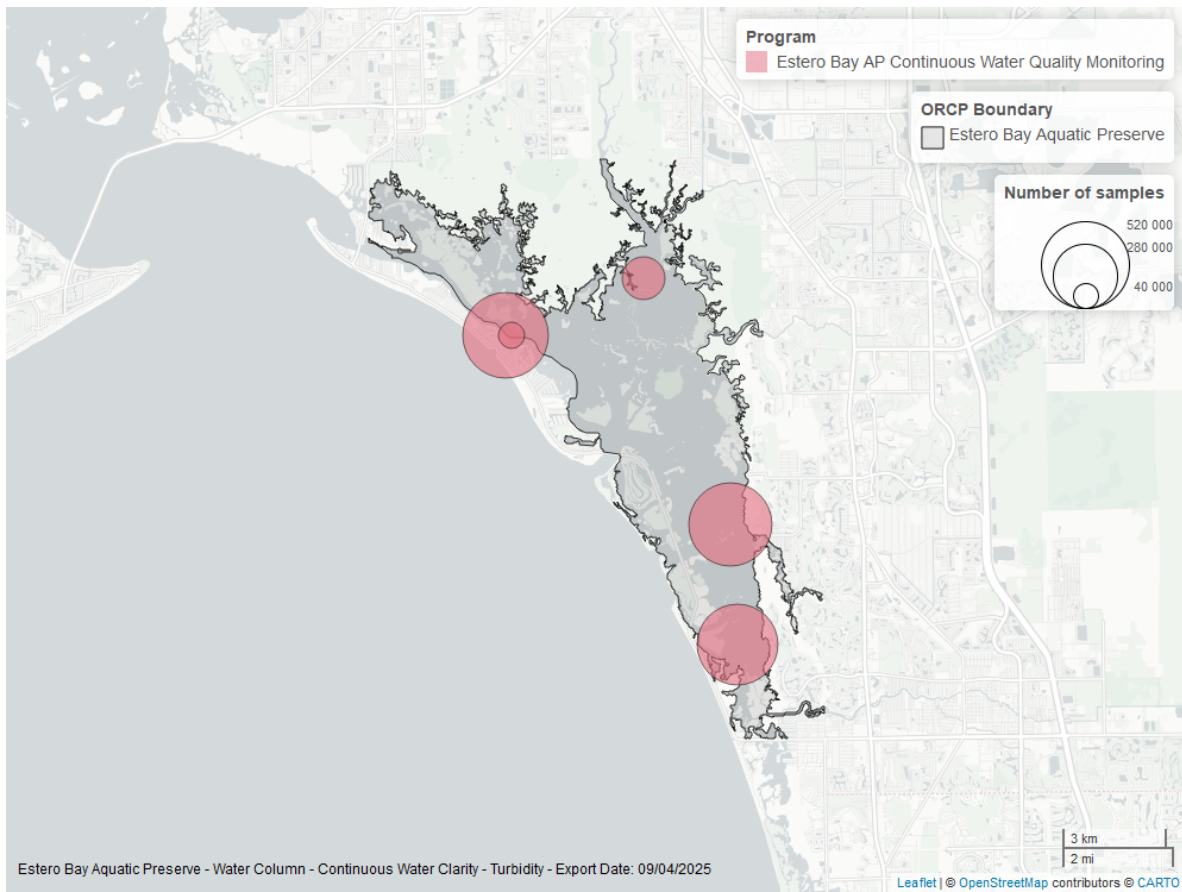 Program
Estero Bay AP Continuous Water Quality Monitoring
ORCP Boundary
Estero Bay Aquatic Preserve
Number of samples
520 000
280 000
40 000
3 km
2 mi
Estero Bay Aquatic Preserve - Water Column - Continuous Water Clarity - Turbidity - Export Date: 09/04/2025
Leaflet | © OpenStreetMap contributors © CARTO